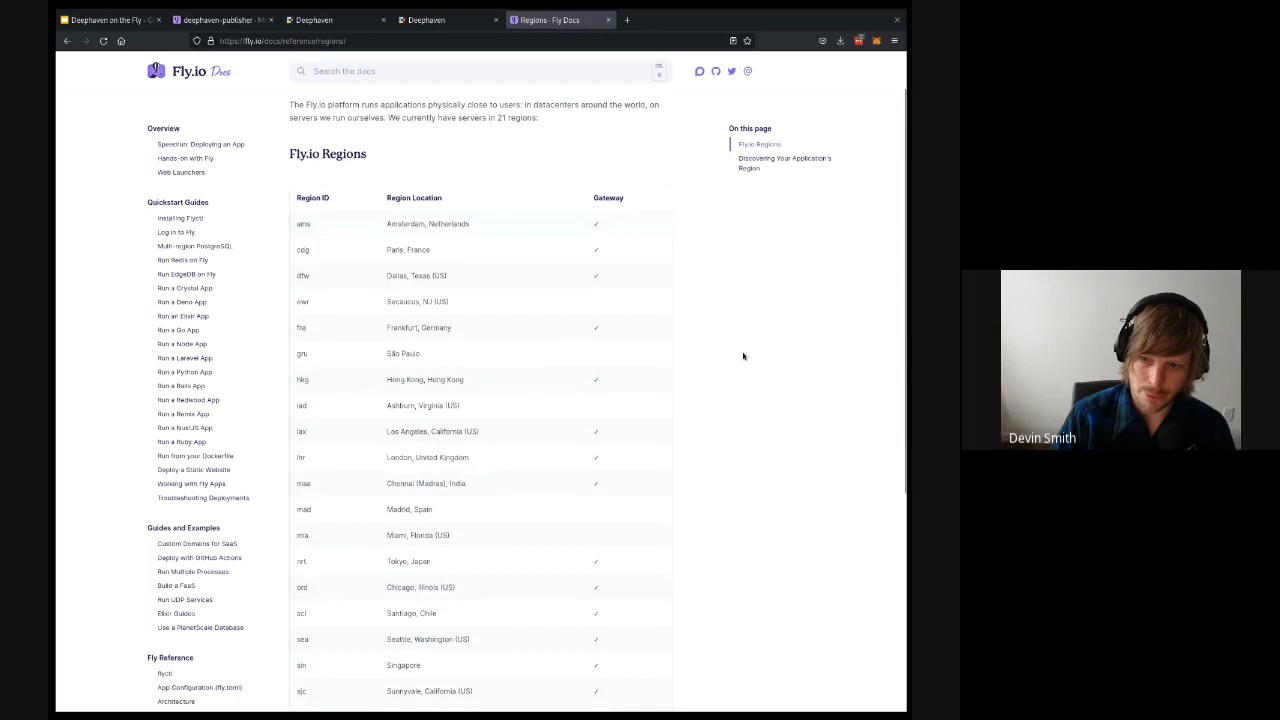 Deephaven on the Fly - G
deephaven-publisher · M
Deephaven
Deephaven
Regions · Fly Docs
https://fly.io/docs/reference/regions/
Fly.io Docs
Search the docs
CTRL
K
The Fly.io platform runs applications physically close to users: in datacenters around the world, on
servers we run ourselves. We currently have servers in 21 regions:
Overview
Speedrun: Deploying an App
Hands-on with Fly
Web Launchers
Quickstart Guides
Installing Flyctl
Log in to Fly
Multi-region PostgreSQL
Run Redis on Fly
Run EdgeDB on Fly
Run a Crystal App
Run a Deno App
Run an Elixir App
Run a Go App
Run a Node App
Run a Laravel App
Run a Python App
Run a Rails App
Run a Redwood App
Run a Remix App
Run a NuxtJS App
Run a Ruby App
Run from your Dockerfile
Deploy a Static Website
Working with Fly Apps
Troubleshooting Deployments
Guides and Examples
Custom Domains for SaaS
Deploy with GitHub Actions
Run Multiple Processes
Build a FaaS
Run UDP Services
Elixir Guides
Use a PlanetScale Database
Fly Reference
flyctl
App Configuration (fly.toml)
Architecture
Fly.io Regions
Region ID Region Location Gateway
ams Amsterdam, Netherlands ✓
cdg Paris, France ✓
dfw Dallas, Texas (US) ✓
ewr Secaucus, NJ (US)
fra Frankfurt, Germany ✓
gru São Paulo
hkg Hong Kong, Hong Kong ✓
iad Ashburn, Virginia (US)
lax Los Angeles, California (US) ✓
lhr London, United Kingdom ✓
maa Chennai (Madras), India ✓
mad Madrid, Spain
mia Miami, Florida (US)
nrt Tokyo, Japan ✓
ord Chicago, Illinois (US) ✓
scl Santiago, Chile ✓
sea Seattle, Washington (US) ✓
sin Singapore ✓
sjc Sunnyvale, California (US) ✓
On this page
Fly.io Regions
Discovering Your Application's
Region
Devin Smith